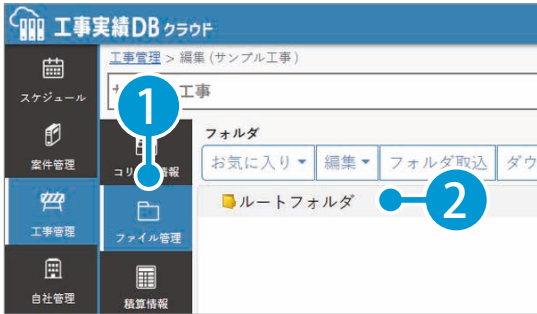 工事実績DB クラウド
工事管理 > 編集 (サンプル工事)
工事
スケジュール
案件管理
工事管理
自社管理
1
情報
ファイル管理
積算情報
フォルダ
お気に入り▼ 編集▼ フォルダ取込 ダウ
ルートフォルダ
2